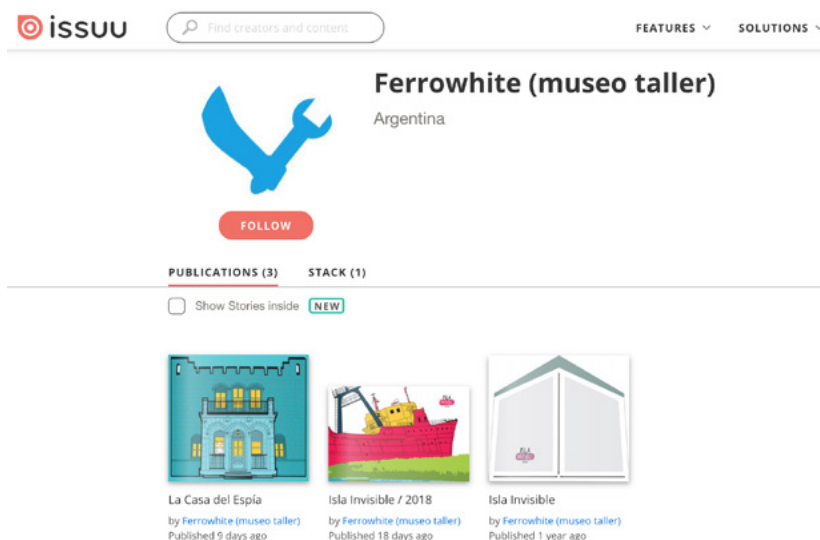 issuu
Find creators and content
FEATURES
SOLUTIONS
Ferrowhite (museo taller)
Argentina
FOLLOW
PUBLICATIONS (3)
STACK (1)
Show Stories inside
NEW
La Casa del Espía
Isla Invisible / 2018
Isla Invisible
by Ferrowhite (museo taller)
by Ferrowhite (museo taller)
by Ferrowhite (museo taller)
Published 9 days ago
Published 18 days ago
Published 1 year ago